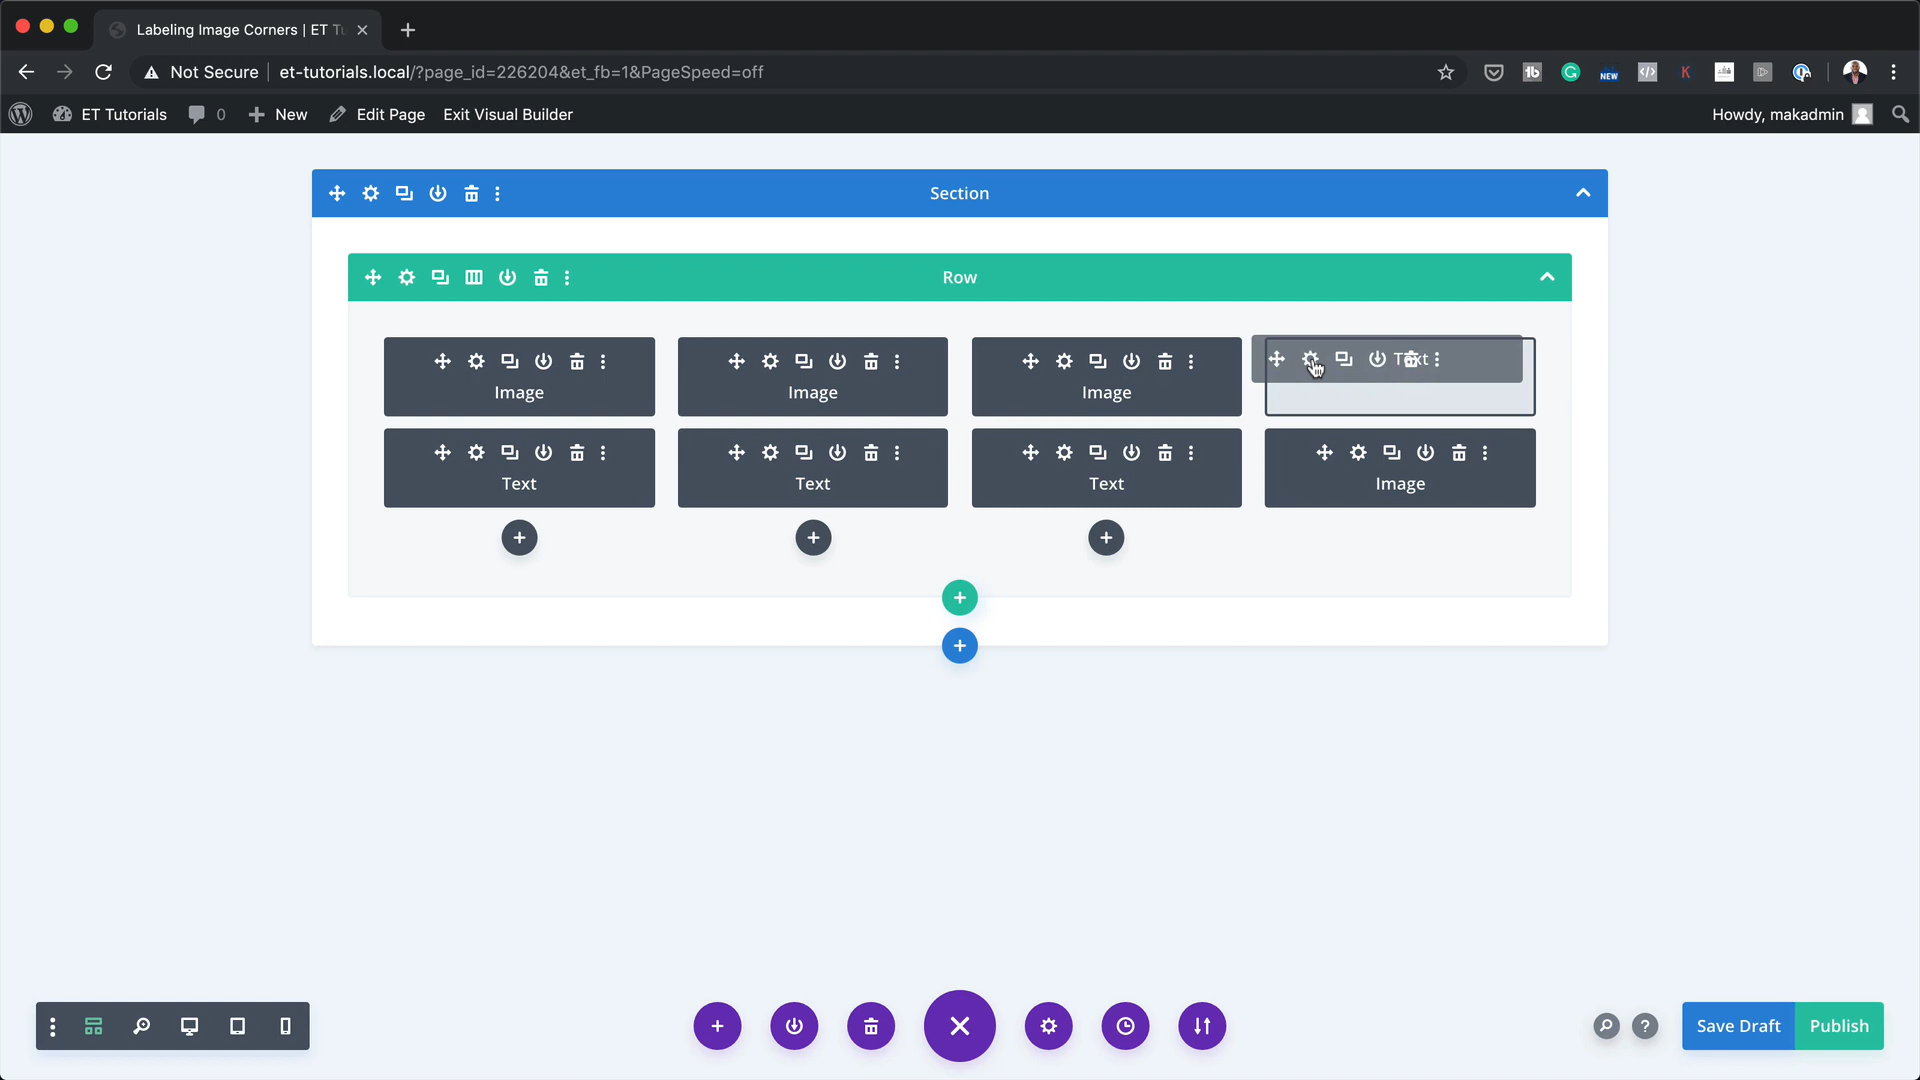 Labeling Image Corners | ET Tu
Not Secure
et-tutorials.local/?page_id=226204&et_fb=1&PageSpeed=off
NEW
ET Tutorials
0
New
Edit Page
Exit Visual Builder
Howdy, makadmin
Section
Row
Image
Image
Image
Text
Text
Text
Text
Image
Save Draft
Publish